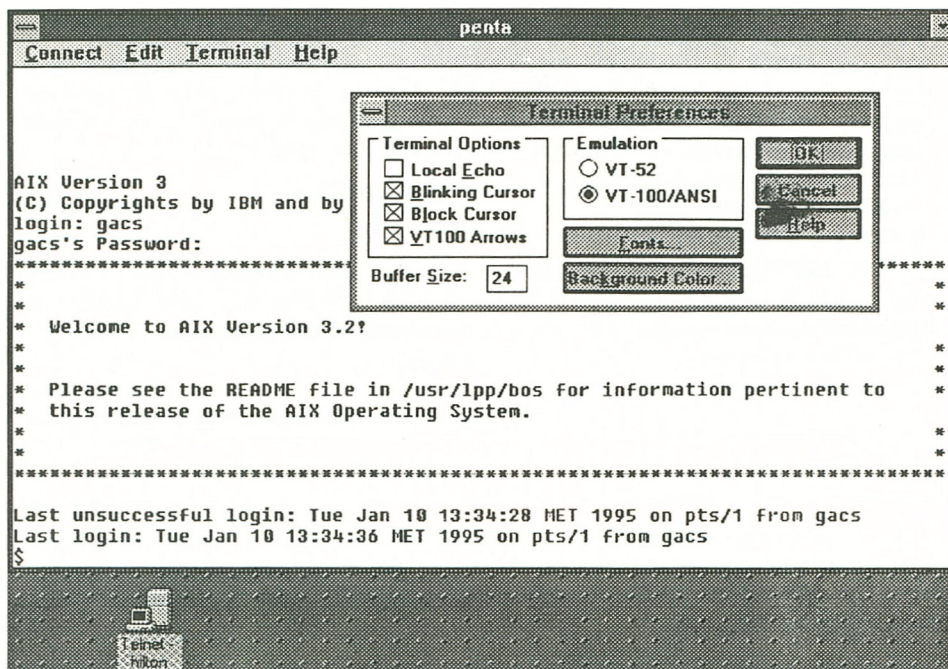 penta
Connect Edit Terminal Help
Terminal Preferences
Terminal Options
Local Echo
Blinking Cursor
Block Cursor
VT100 Arrows
Buffer Size: 24
Emulation
VT-52
VT-100/ANSI
Fonts...
Background Color...
OK
Cancel
Help
AIX Version 3
(C) Copyrights by IBM and by
login: gacs
gacs's Password:
*******************************************************************************
* *
* *
* Welcome to AIX Version 3.2!
* *
* *
* Please see the README file in /usr/lpp/bos for information pertinent to *
* this release of the AIX Operating System.
* *
* *
*******************************************************************************
Last unsuccessful login: Tue Jan 10 13:34:28 MET 1995 on pts/1 from gacs
Last login: Tue Jan 10 13:34:36 MET 1995 on pts/1 from gacs
$
Telnet -
hikon